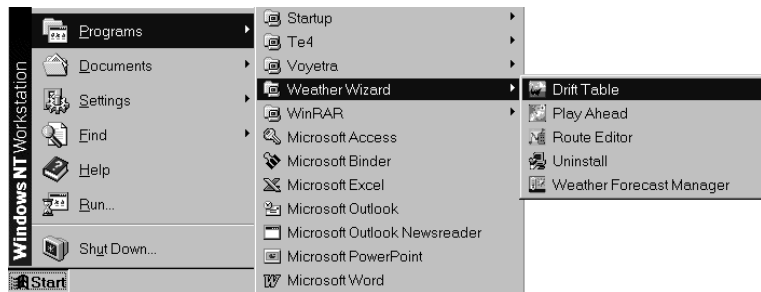 Windows NT Workstation
Programs
Documents
Settings
Find
Help
Run...
Shut Down...
Start
Startup
Te4
Voyetra
Weather Wizard
WinRAR
Microsoft Access
Microsoft Binder
Microsoft Excel
Microsoft Outlook
Microsoft Outlook Newsreader
Microsoft PowerPoint
Microsoft Word
Drift Table
Play Ahead
Route Editor
Uninstall
Weather Forecast Manager